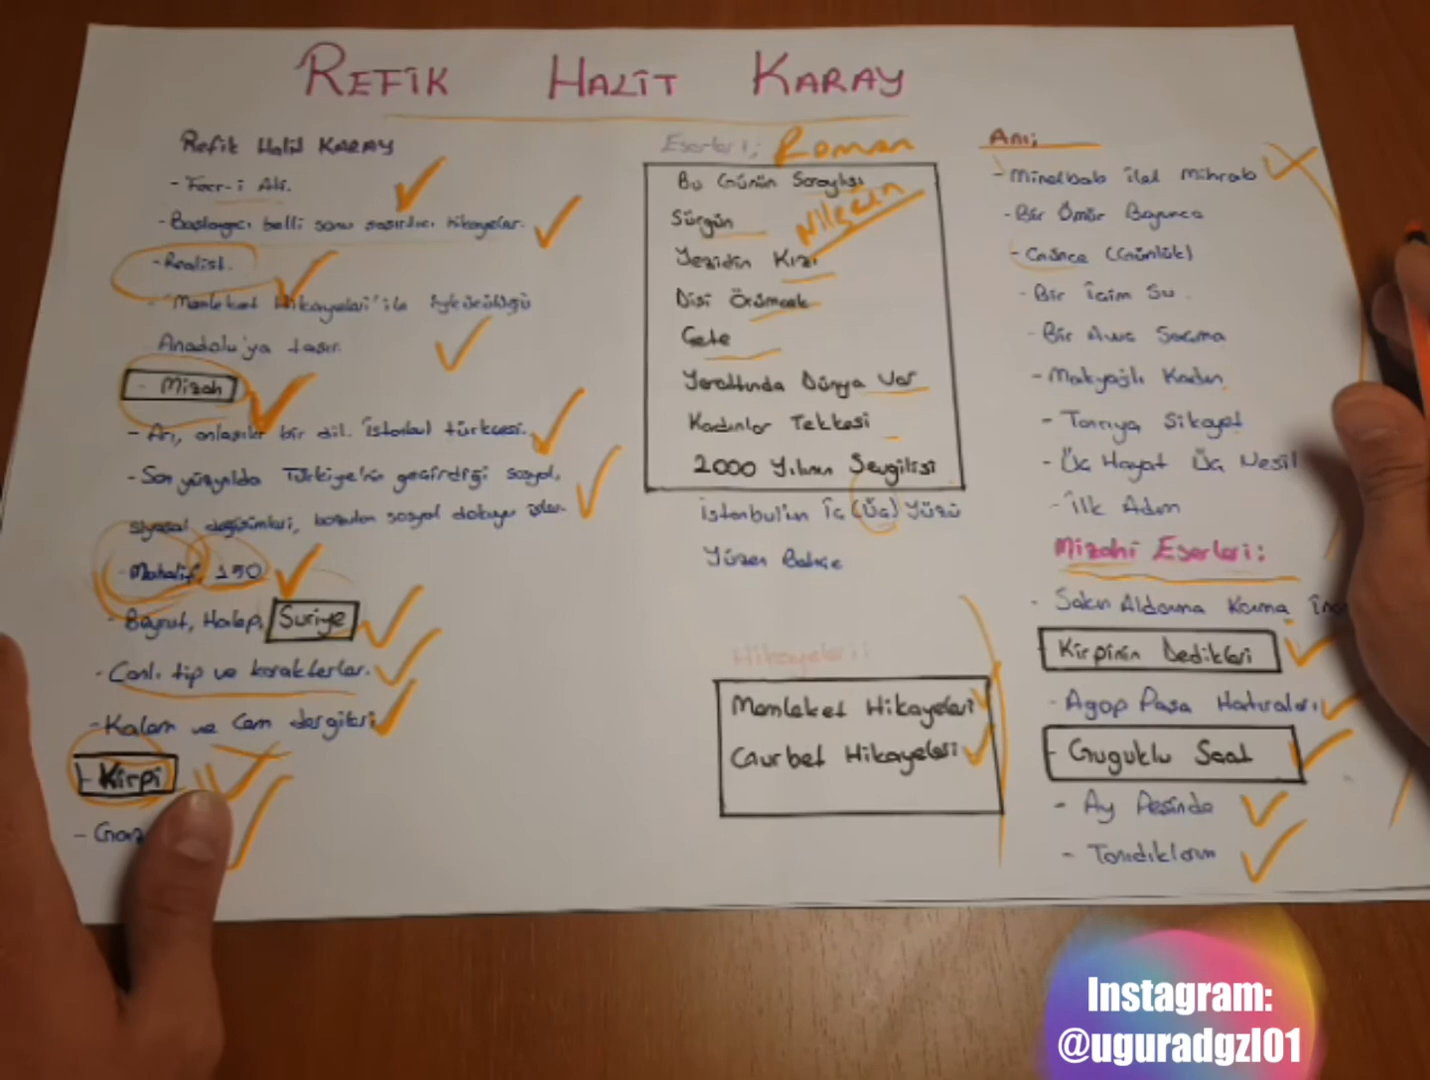 REFİK HALİT KARAY
Refik Halid KARAY
- Fecr-i Ati.
- Başlangıcı belli sonu şaşırtıcı hikayeler.
- Realist.
- "Memleket Hikayeleri" ile öykücülüğü
Anadolu'ya taşır.
- Mizah
- Arı, anlaşılır bir dil. İstanbul türkçesi.
- Son yüzyılda Türkiye'nin geçirdiği sosyal,
siyasal değişimleri, bozulan sosyal dokuyu işler.
- Muhalif, 150
- Beyrut, Halep, Suriye
- Canlı tip ve karakterler.
- Kalem ve Cem dergileri
- Kirpi
Eserleri; Roman
Bu Günün Saraylısı
Sürgün
Nilgün
Yezidin Kızı
Dişi Örümcek
Çete
Yeraltında Dünya Var
Kadınlar Tekkesi
2000 Yılının Sevgilisi
İstanbul'un İç (Üç) Yüzü
Yüzen Bahçe
Hikayeleri
Memleket Hikayeleri
Gurbet Hikayeleri
Anı;
- Minelbab İlel Mihrab
- Bir Ömür Boyunca
- Günce (Günlük)
- Bir İçim Su.
- Bir Avuç Saçma
- Makyajlı Kadın
- Tanrıya Şikayet
- Üç Hayat Üç Nesil
- İlk Adım
Mizahi Eserleri:
- Sakın Aldanma Kanma
Kirpinin Dedikleri
- Agop Paşa Hatıraları
- Guguklu Saat
- Ay Peşinde
- Tanıdıklarım
Instagram:
@uguradgzl01